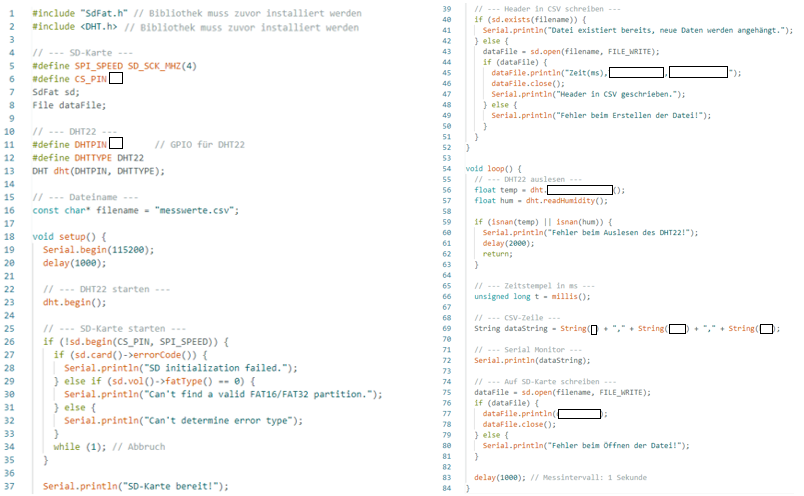 1 #include "SdFat.h" // Bibliothek muss zuvor installiert werden
2 #include <DHT.h> // Bibliothek muss zuvor installiert werden
3
4 // --- SD-Karte ---
5 #define SPI_SPEED SD_SCK_MHZ(4)
6 #define CS_PIN
7 SdFat sd;
8 File dataFile;
9
10 // --- DHT22 ---
11 #define DHTPIN // GPIO für DHT22
12 #define DHTTYPE DHT22
13 DHT dht(DHTPIN, DHTTYPE);
14
15 // --- Dateiname ---
16 const char* filename = "messwerte.csv";
17
18 void setup() {
19 Serial.begin(115200);
20 delay(1000);
21
22 // --- DHT22 starten ---
23 dht.begin();
24
25 // --- SD-Karte starten ---
26 if (!sd.begin(CS_PIN, SPI_SPEED)) {
27 if (sd.card()->errorCode()) {
28 Serial.println("SD initialization failed.");
29 } else if (sd.vol()->fatType() == 0) {
30 Serial.println("Can't find a valid FAT16/FAT32 partition.");
31 } else {
32 Serial.println("Can't determine error type");
33 }
34 while (1); // Abbruch
35 }
36
37 Serial.println("SD-Karte bereit!");
39 // --- Header in CSV schreiben ---
40 if (sd.exists(filename)) {
41 Serial.println("Datei existiert bereits, neue Daten werden angehängt.");
42 } else {
43 dataFile = sd.open(filename, FILE_WRITE);
44 if (dataFile) {
45 dataFile.println("Zeit(ms), , ");
46 dataFile.close();
47 Serial.println("Header in CSV geschrieben.");
48 } else {
49 Serial.println("Fehler beim Erstellen der Datei!");
50 }
51 }
52 }
53
54 void loop() {
55 // --- DHT22 auslesen ---
56 float temp = dht. ();
57 float hum = dht.readHumidity();
58
59 if (isnan(temp) || isnan(hum)) {
60 Serial.println("Fehler beim Auslesen des DHT22!");
61 delay(2000);
62 return;
63 }
64
65 // --- Zeitstempel in ms ---
66 unsigned long t = millis();
67
68 // --- CSV-Zeile ---
69 String dataString = String( ) + "," + String( ) + "," + String( );
70
71 // --- Serial Monitor ---
72 Serial.println(dataString);
73
74 // --- Auf SD-Karte schreiben ---
75 dataFile = sd.open(filename, FILE_WRITE);
76 if (dataFile) {
77 dataFile.println( );
78 dataFile.close();
79 } else {
80 Serial.println("Fehler beim Öffnen der Datei!");
81 }
82
83 delay(1000); // Messintervall: 1 Sekunde
84 }